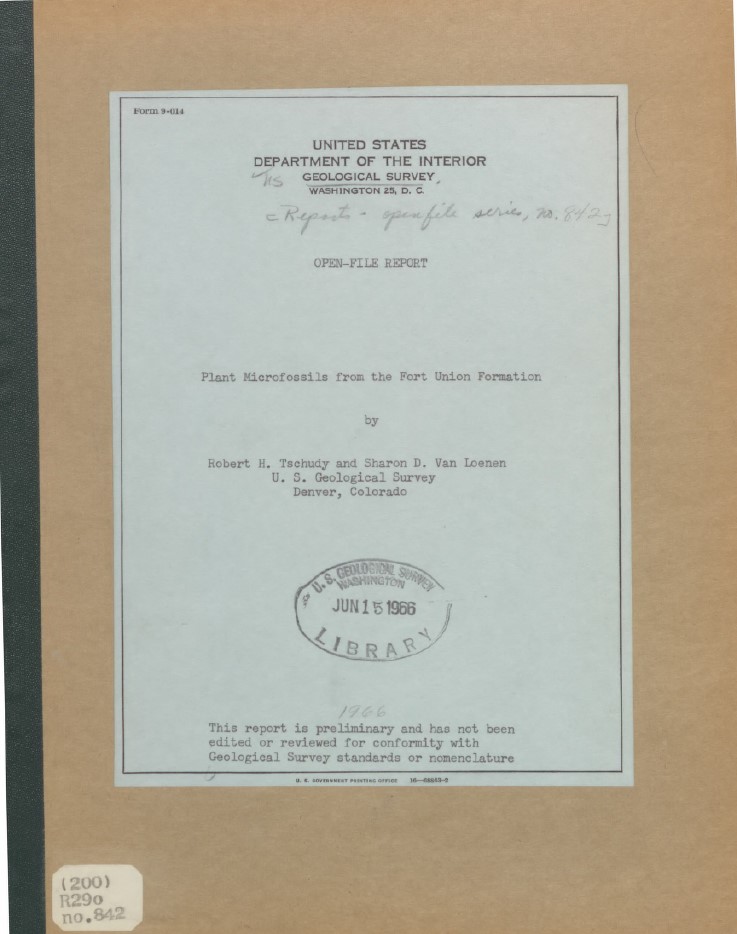 Form 9-014
UNITED STATES
DEPARTMENT OF THE INTERIOR
GEOLOGICAL SURVEY
WASHINGTON 25, D. C.
[Reports - open file series, no. 842]
OPEN-FILE REPORT
Plant Microfossils from the Fort Union Formation
by
Robert H. Tschudy and Sharon D. Van Loenen
U. S. Geological Survey
Denver, Colorado
U. S. GEOLOGICAL SURVEY
WASHINGTON
JUN 15 1966
LIBRARY
1966
This report is preliminary and has not been
edited or reviewed for conformity with
Geological Survey standards or nomenclature
U. S. GOVERNMENT PRINTING OFFICE
(200)
R29o
no.842